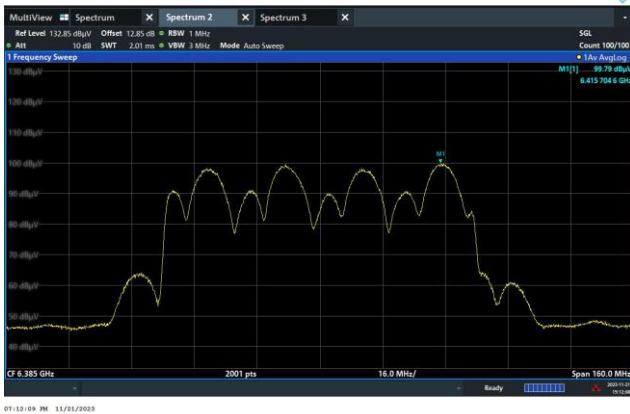 MultiView Spectrum X Spectrum 2 X Spectrum 3 X
Ref Level 132.85 dBµV Offset 12.85 dB RBW 1 MHz SGL
Att 10 dB SWT 2.01 ms VBW 3 MHz Mode Auto Sweep Count 100/100
1 Frequency Sweep 1Av AvgLog
M1[1] 99.79 dBµV
6.415 704 6 GHz
130 dBµV
120 dBµV
110 dBµV
M1
100 dBµV
90 dBµV
80 dBµV
70 dBµV
60 dBµV
50 dBµV
40 dBµV
CF 6.385 GHz 2001 pts 16.0 MHz/ Span 160.0 MHz
Ready 2023-11-21
07:12:09 PM 11/21/2023